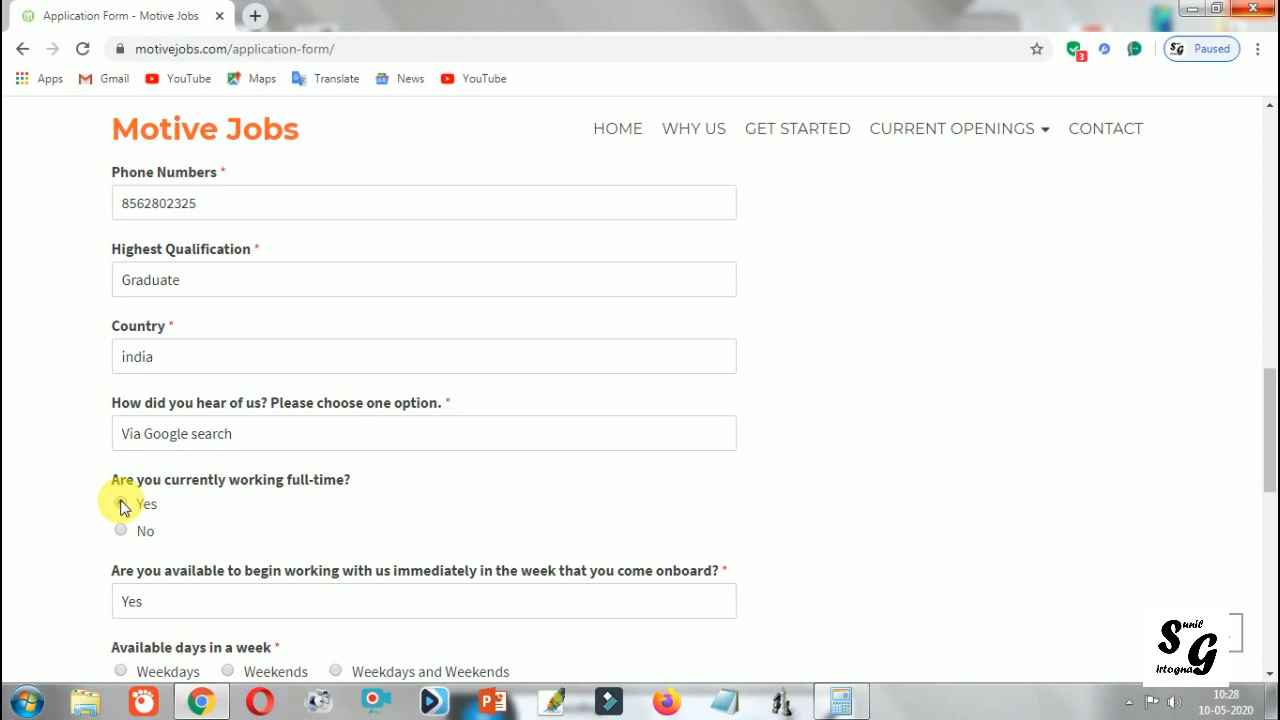 Application Form - Motive Jobs
motivejobs.com/application-form/
3
SG
Paused
Apps Gmail YouTube Maps Translate News YouTube
Motive Jobs
HOME WHY US GET STARTED CURRENT OPENINGS CONTACT
Phone Numbers *
8562802325
Highest Qualification *
Graduate
Country *
india
How did you hear of us? Please choose one option. *
Via Google search
Are you currently working full-time?
Yes
No
Are you available to begin working with us immediately in the week that you come onboard? *
Yes
Available days in a week *
Weekdays Weekends Weekdays and Weekends
Sunil
Girtogna
10:28
10-05-2020